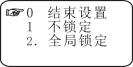 ☞0 结束设置
1 不锁定
2. 全局锁定